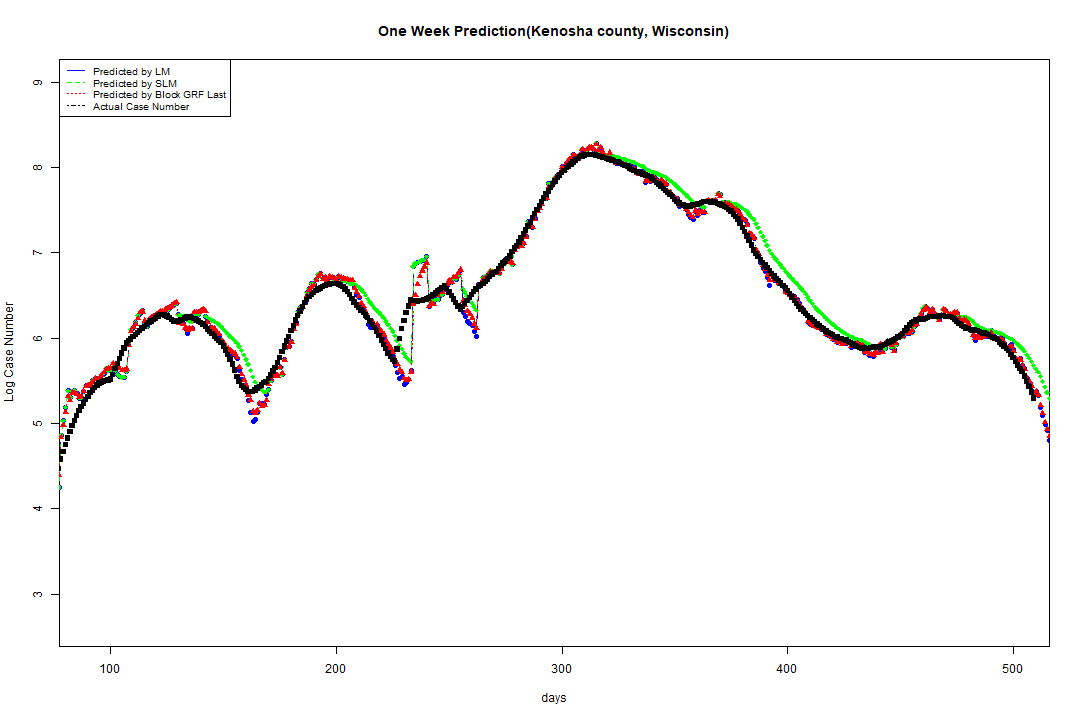 One Week Prediction(Kenosha county, Wisconsin)
Predicted by LM
Predicted by SLM
Predicted by Block GRF Last
Actual Case Number
9
8
7
6
5
4
3
Log Case Number
100 200 300 400 500
days